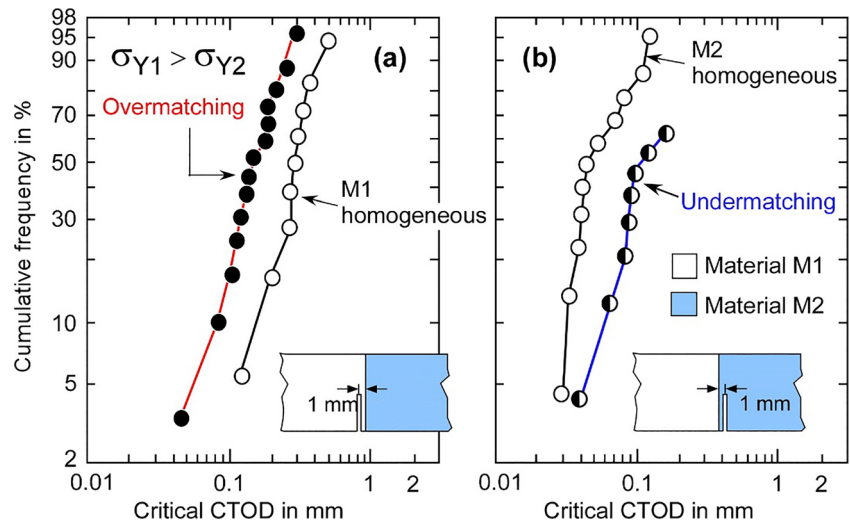 98
95
90
70
50
30
10
5
2
Cumulative frequency in %
σY1 > σY2
(a)
Overmatching
M1
homogeneous
1 mm
0.01
0.1
1
2
Critical CTOD in mm
(b)
M2
homogeneous
Undermatching
Material M1
Material M2
1 mm
0.01
0.1
1
2
Critical CTOD in mm